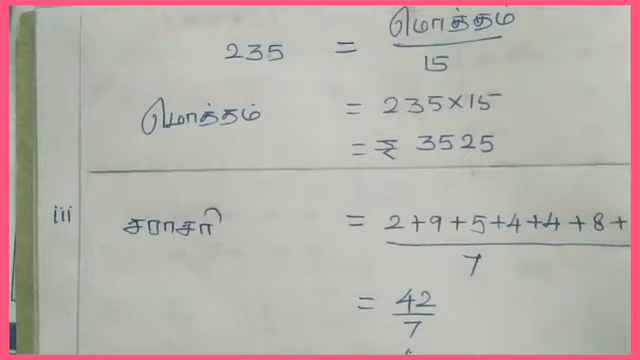 235 = மொத்தம்
15
மொத்தம் = 235×15
= ₹ 3525
iii சராசரி = 2+9+5+4+4+8+
7
= 42
7